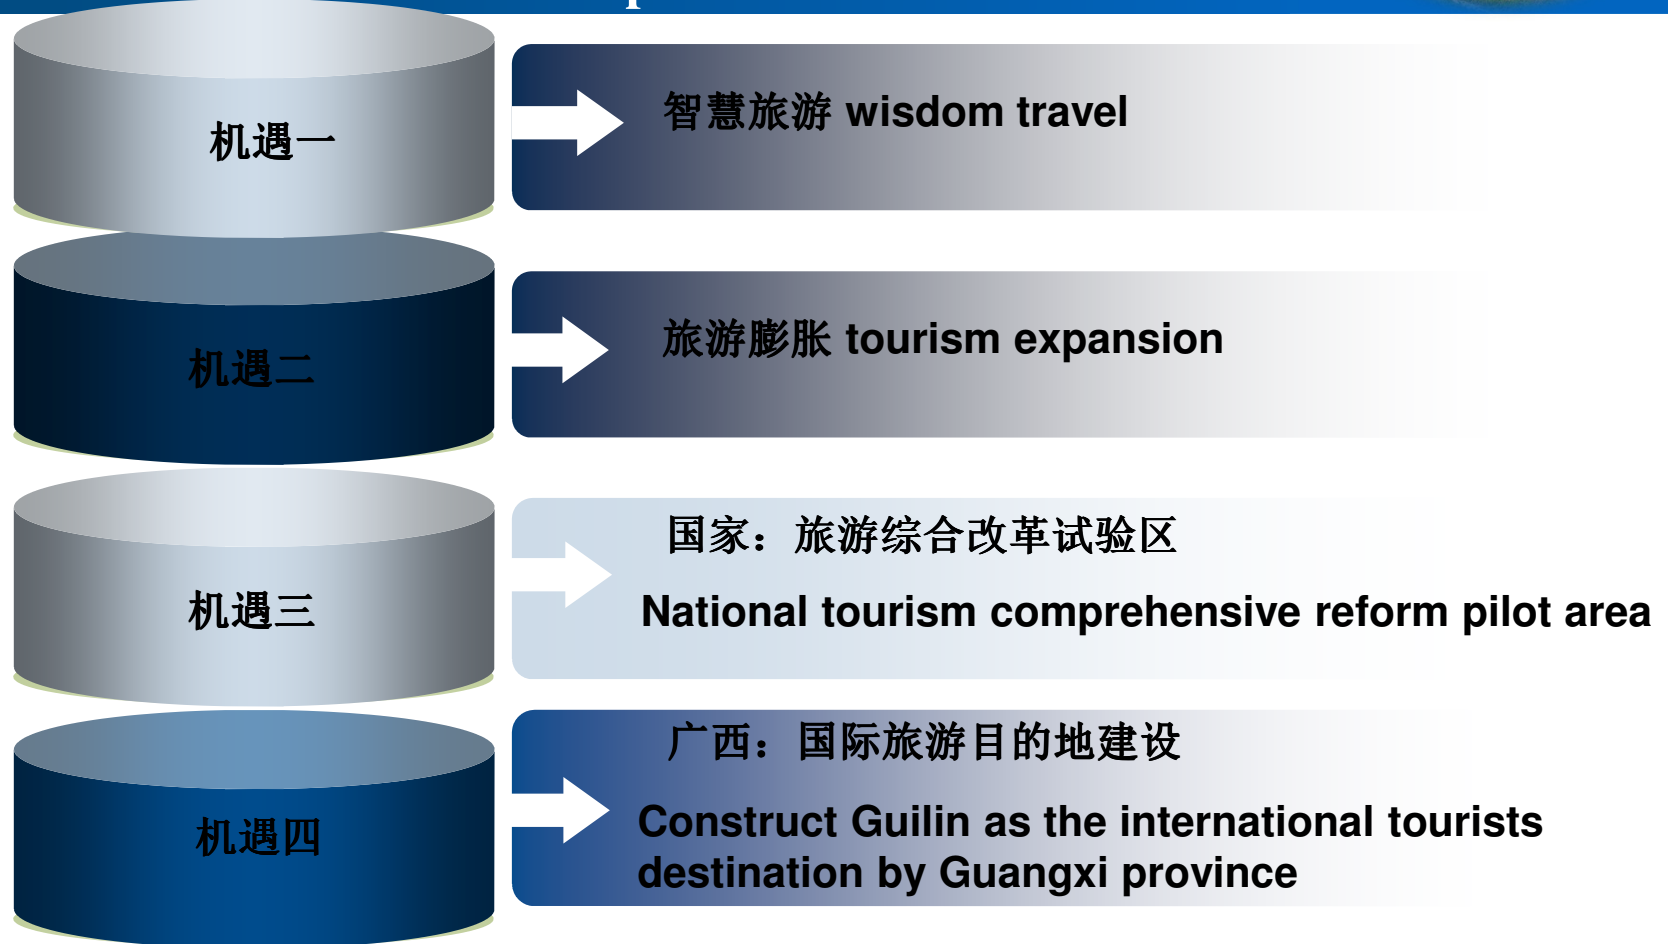 机遇一
智慧旅游 wisdom travel
机遇二
旅游膨胀 tourism expansion
机遇三
国家：旅游综合改革试验区
National tourism comprehensive reform pilot area
机遇四
广西：国际旅游目的地建设
Construct Guilin as the international tourists
destination by Guangxi province